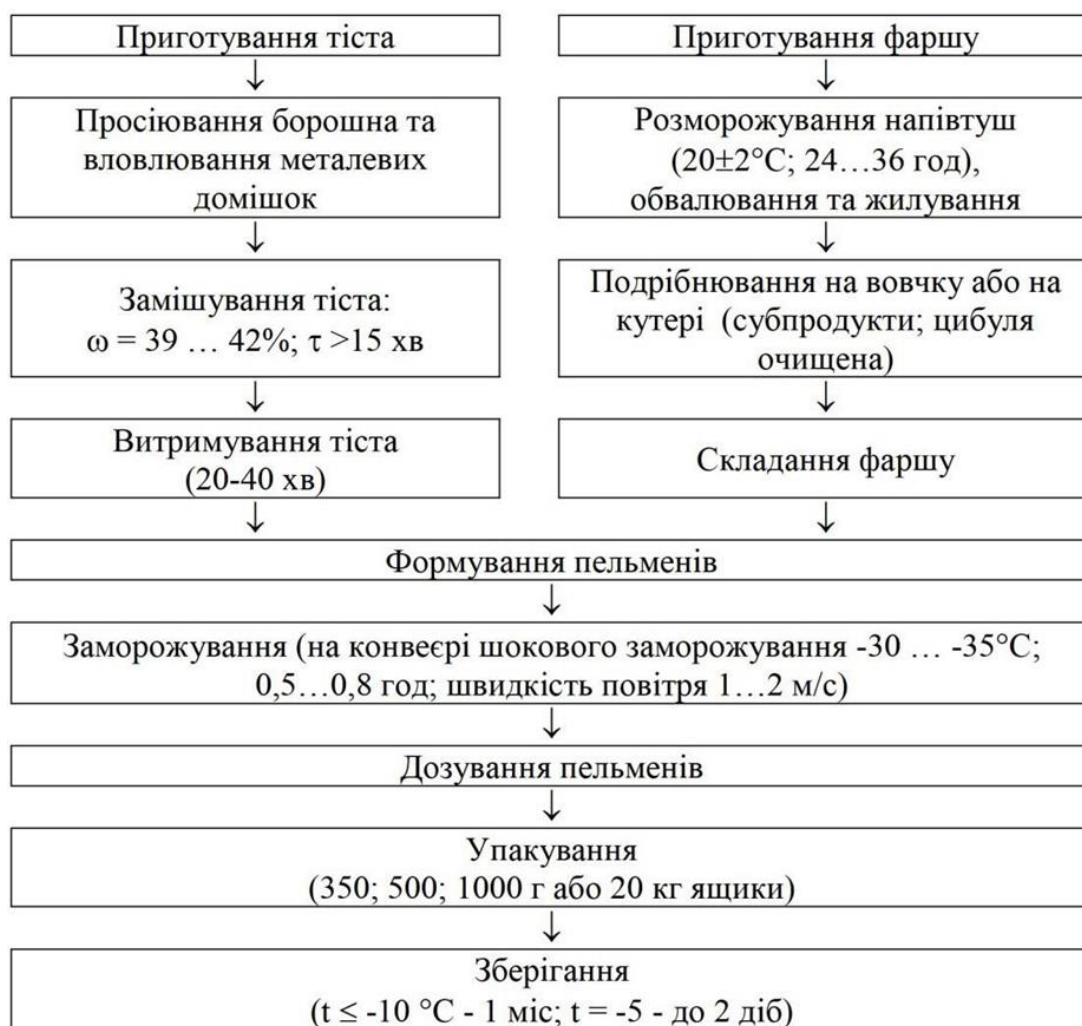 Приготування тіста
↓
Просіювання борошна та
вловлювання металевих
домішок
↓
Замішування тіста:
ω = 39 … 42%; τ >15 хв
↓
Витримування тіста
(20-40 хв)
↓
Приготування фаршу
↓
Розморожування напівтуш
(20±2°C; 24…36 год),
обвалювання та жилування
↓
Подрібнювання на вовчку або на
кутері (субпродукти; цибуля
очищена)
↓
Складання фаршу
↓
Формування пельменів
↓
Заморожування (на конвеєрі шокового заморожування -30 … -35°C;
0,5…0,8 год; швидкість повітря 1…2 м/с)
↓
Дозування пельменів
↓
Упакування
(350; 500; 1000 г або 20 кг ящики)
↓
Зберігання
(t ≤ -10 °C - 1 міс; t = -5 - до 2 діб)